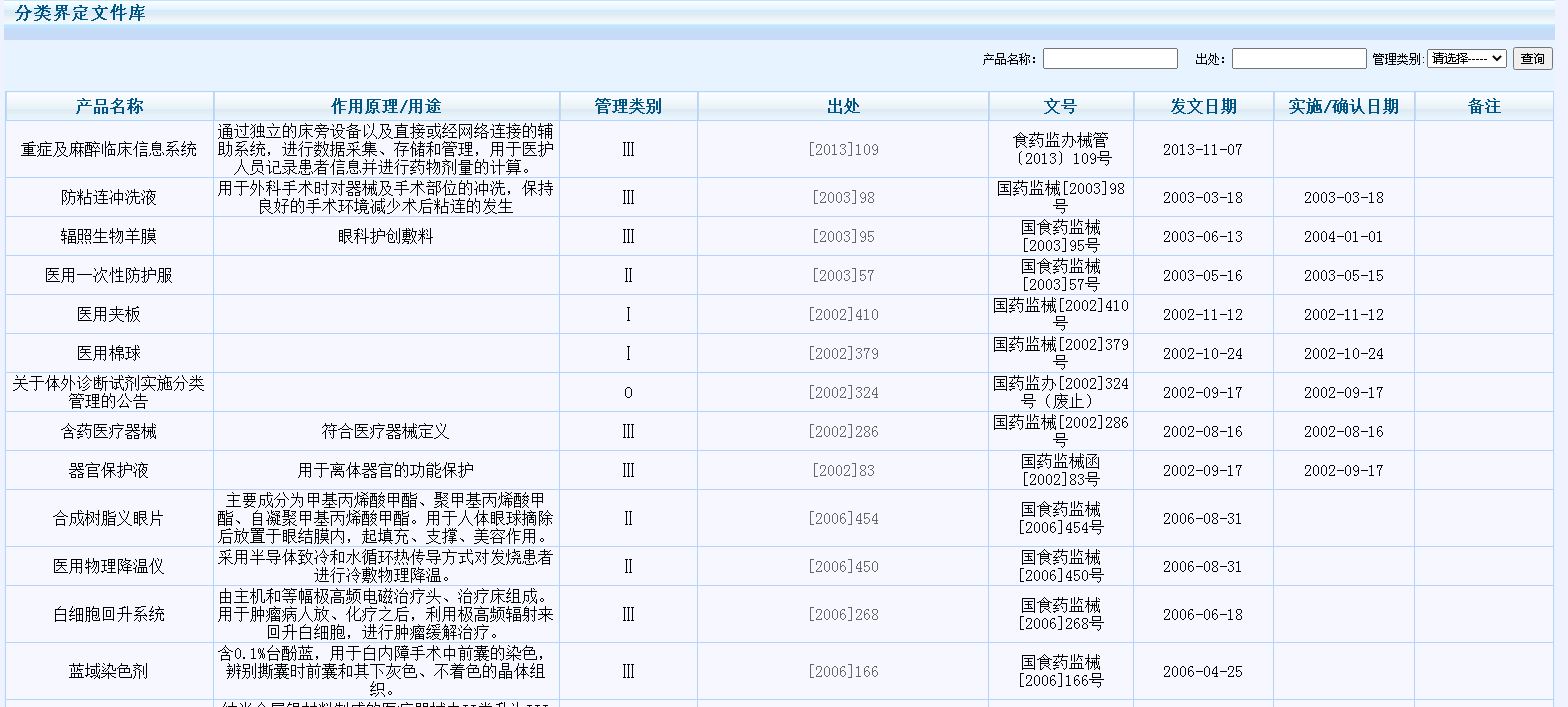 分类界定文件库
产品名称: 出处: 管理类别: 请选择----- 查询
产品名称 作用原理/用途 管理类别 出处 文号 发文日期 实施/确认日期 备注
重症及麻醉临床信息系统
通过独立的床旁设备以及直接或经网络连接的辅
助系统，进行数据采集、存储和管理，用于医护
人员记录患者信息并进行药物剂量的计算。
Ⅲ
[2013]109
食药监办械管
〔2013〕109号
2013-11-07
防粘连冲洗液
用于外科手术时对器械及手术部位的冲洗，保持
良好的手术环境减少术后粘连的发生
Ⅲ
[2003]98
国药监械[2003]98
号
2003-03-18
2003-03-18
辐照生物羊膜
眼科护创敷料
Ⅲ
[2003]95
国食药监械
[2003]95号
2003-06-13
2004-01-01
医用一次性防护服
Ⅱ
[2003]57
国食药监械
[2003]57号
2003-05-16
2003-05-15
医用夹板
Ⅰ
[2002]410
国药监械[2002]410
号
2002-11-12
2002-11-12
医用棉球
Ⅰ
[2002]379
国药监械[2002]379
号
2002-10-24
2002-10-24
关于体外诊断试剂实施分类
管理的公告
0
[2002]324
国药监办[2002]324
号（废止）
2002-09-17
2002-09-17
含药医疗器械
符合医疗器械定义
Ⅲ
[2002]286
国药监械[2002]286
号
2002-08-16
2002-08-16
器官保护液
用于离体器官的功能保护
Ⅲ
[2002]83
国药监械函
[2002]83号
2002-09-17
2002-09-17
合成树脂义眼片
主要成分为甲基丙烯酸甲酯、聚甲基丙烯酸甲
酯、自凝聚甲基丙烯酸甲酯。用于人体眼球摘除
后放置于眼结膜内，起填充、支撑、美容作用。
Ⅱ
[2006]454
国食药监械
[2006]454号
2006-08-31
医用物理降温仪
采用半导体致冷和水循环热传导方式对发烧患者
进行冷敷物理降温。
Ⅱ
[2006]450
国食药监械
[2006]450号
2006-08-31
白细胞回升系统
由主机和等幅极高频电磁治疗头、治疗床组成。
用于肿瘤病人放、化疗之后，利用极高频辐射来
回升白细胞，进行肿瘤缓解治疗。
Ⅲ
[2006]268
国食药监械
[2006]268号
2006-06-18
蓝域染色剂
含0.1%台酚蓝，用于白内障手术中前囊的染色，
辨别撕囊时前囊和其下灰色、不着色的晶体组
织。
Ⅲ
[2006]166
国食药监械
[2006]166号
2006-04-25